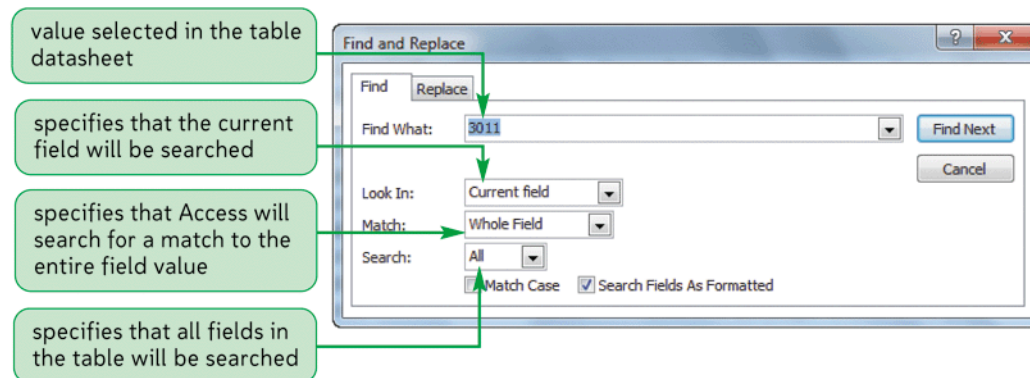 value selected in the table
datasheet
specifies that the current
field will be searched
specifies that Access will
search for a match to the
entire field value
specifies that all fields in
the table will be searched
Find and Replace
Find
Replace
Find What:
3011
Find Next
Cancel
Look In:
Current field
Match:
Whole Field
Search:
All
Match Case
Search Fields As Formatted